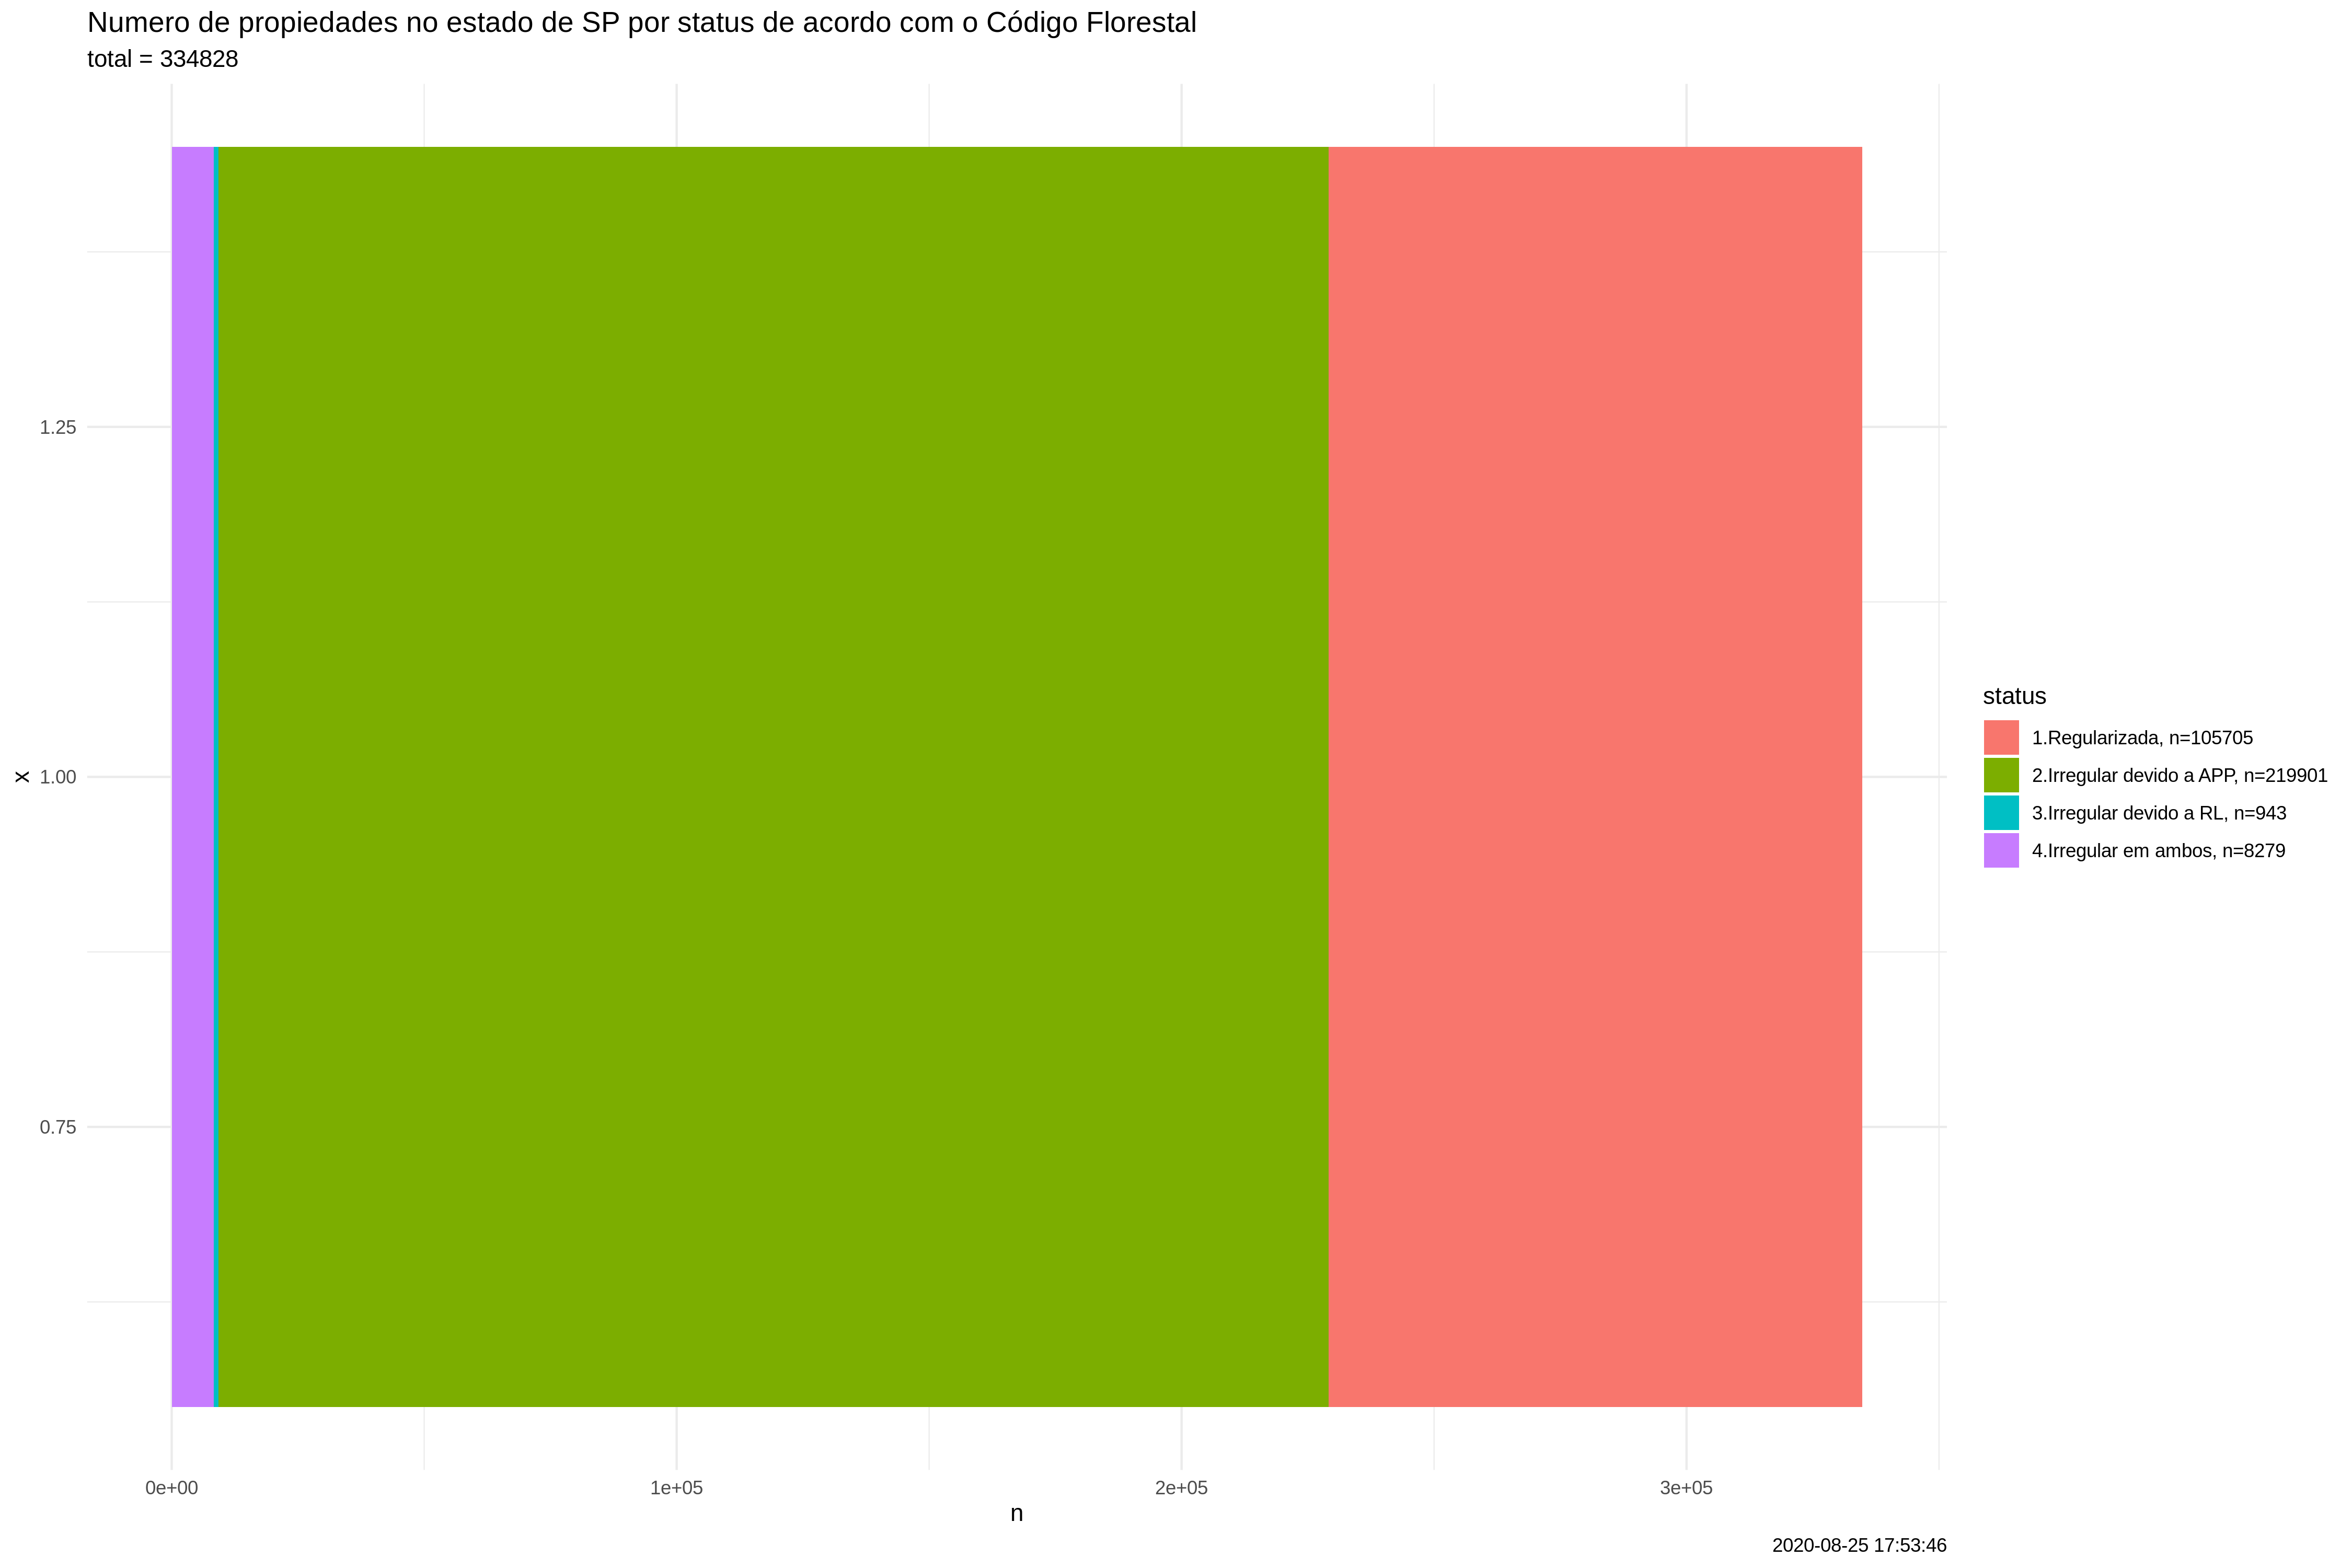 Numero de propiedades no estado de SP por status de acordo com o Código Florestal
total = 334828
1.25
1.00
0.75
x
0e+00
1e+05
2e+05
3e+05
n
status
1.Regularizada, n=105705
2.Irregular devido a APP, n=219901
3.Irregular devido a RL, n=943
4.Irregular em ambos, n=8279
2020-08-25 17:53:46